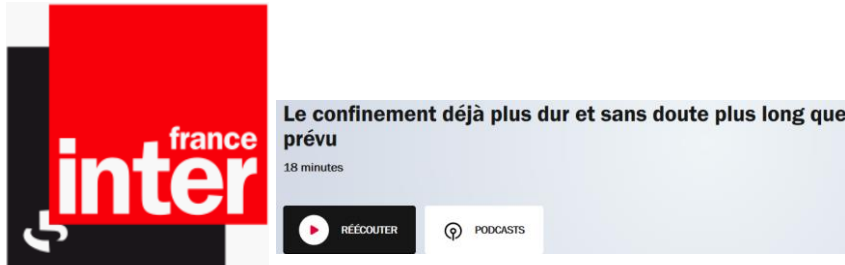 france
inter
Le confinement déjà plus dur et sans doute plus long que
prévu
18 minutes
RÉÉCOUTER
PODCASTS